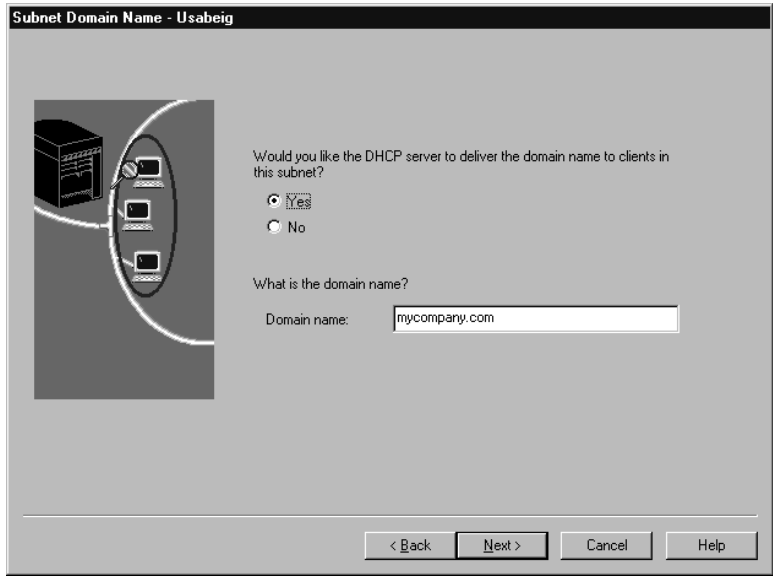 Subnet Domain Name - Usabeig
Would you like the DHCP server to deliver the domain name to clients in
this subnet?
Yes
No
What is the domain name?
Domain name: mycompany.com
< Back Next > Cancel Help